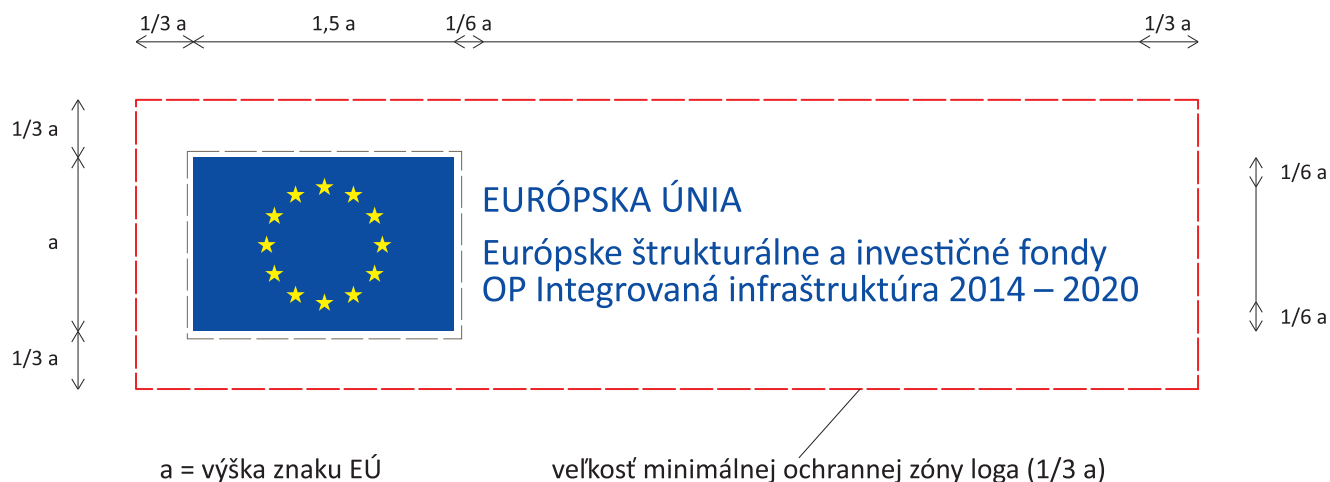 1/3 a 1,5 a 1/6 a 1/3 a
1/3 a
1/6 a
EURÓPSKA ÚNIA
a
Európske štrukturálne a investičné fondy
OP Integrovaná infraštruktúra 2014 – 2020
1/6 a
1/3 a
a = výška znaku EÚ veľkosť minimálnej ochrannej zóny loga (1/3 a)